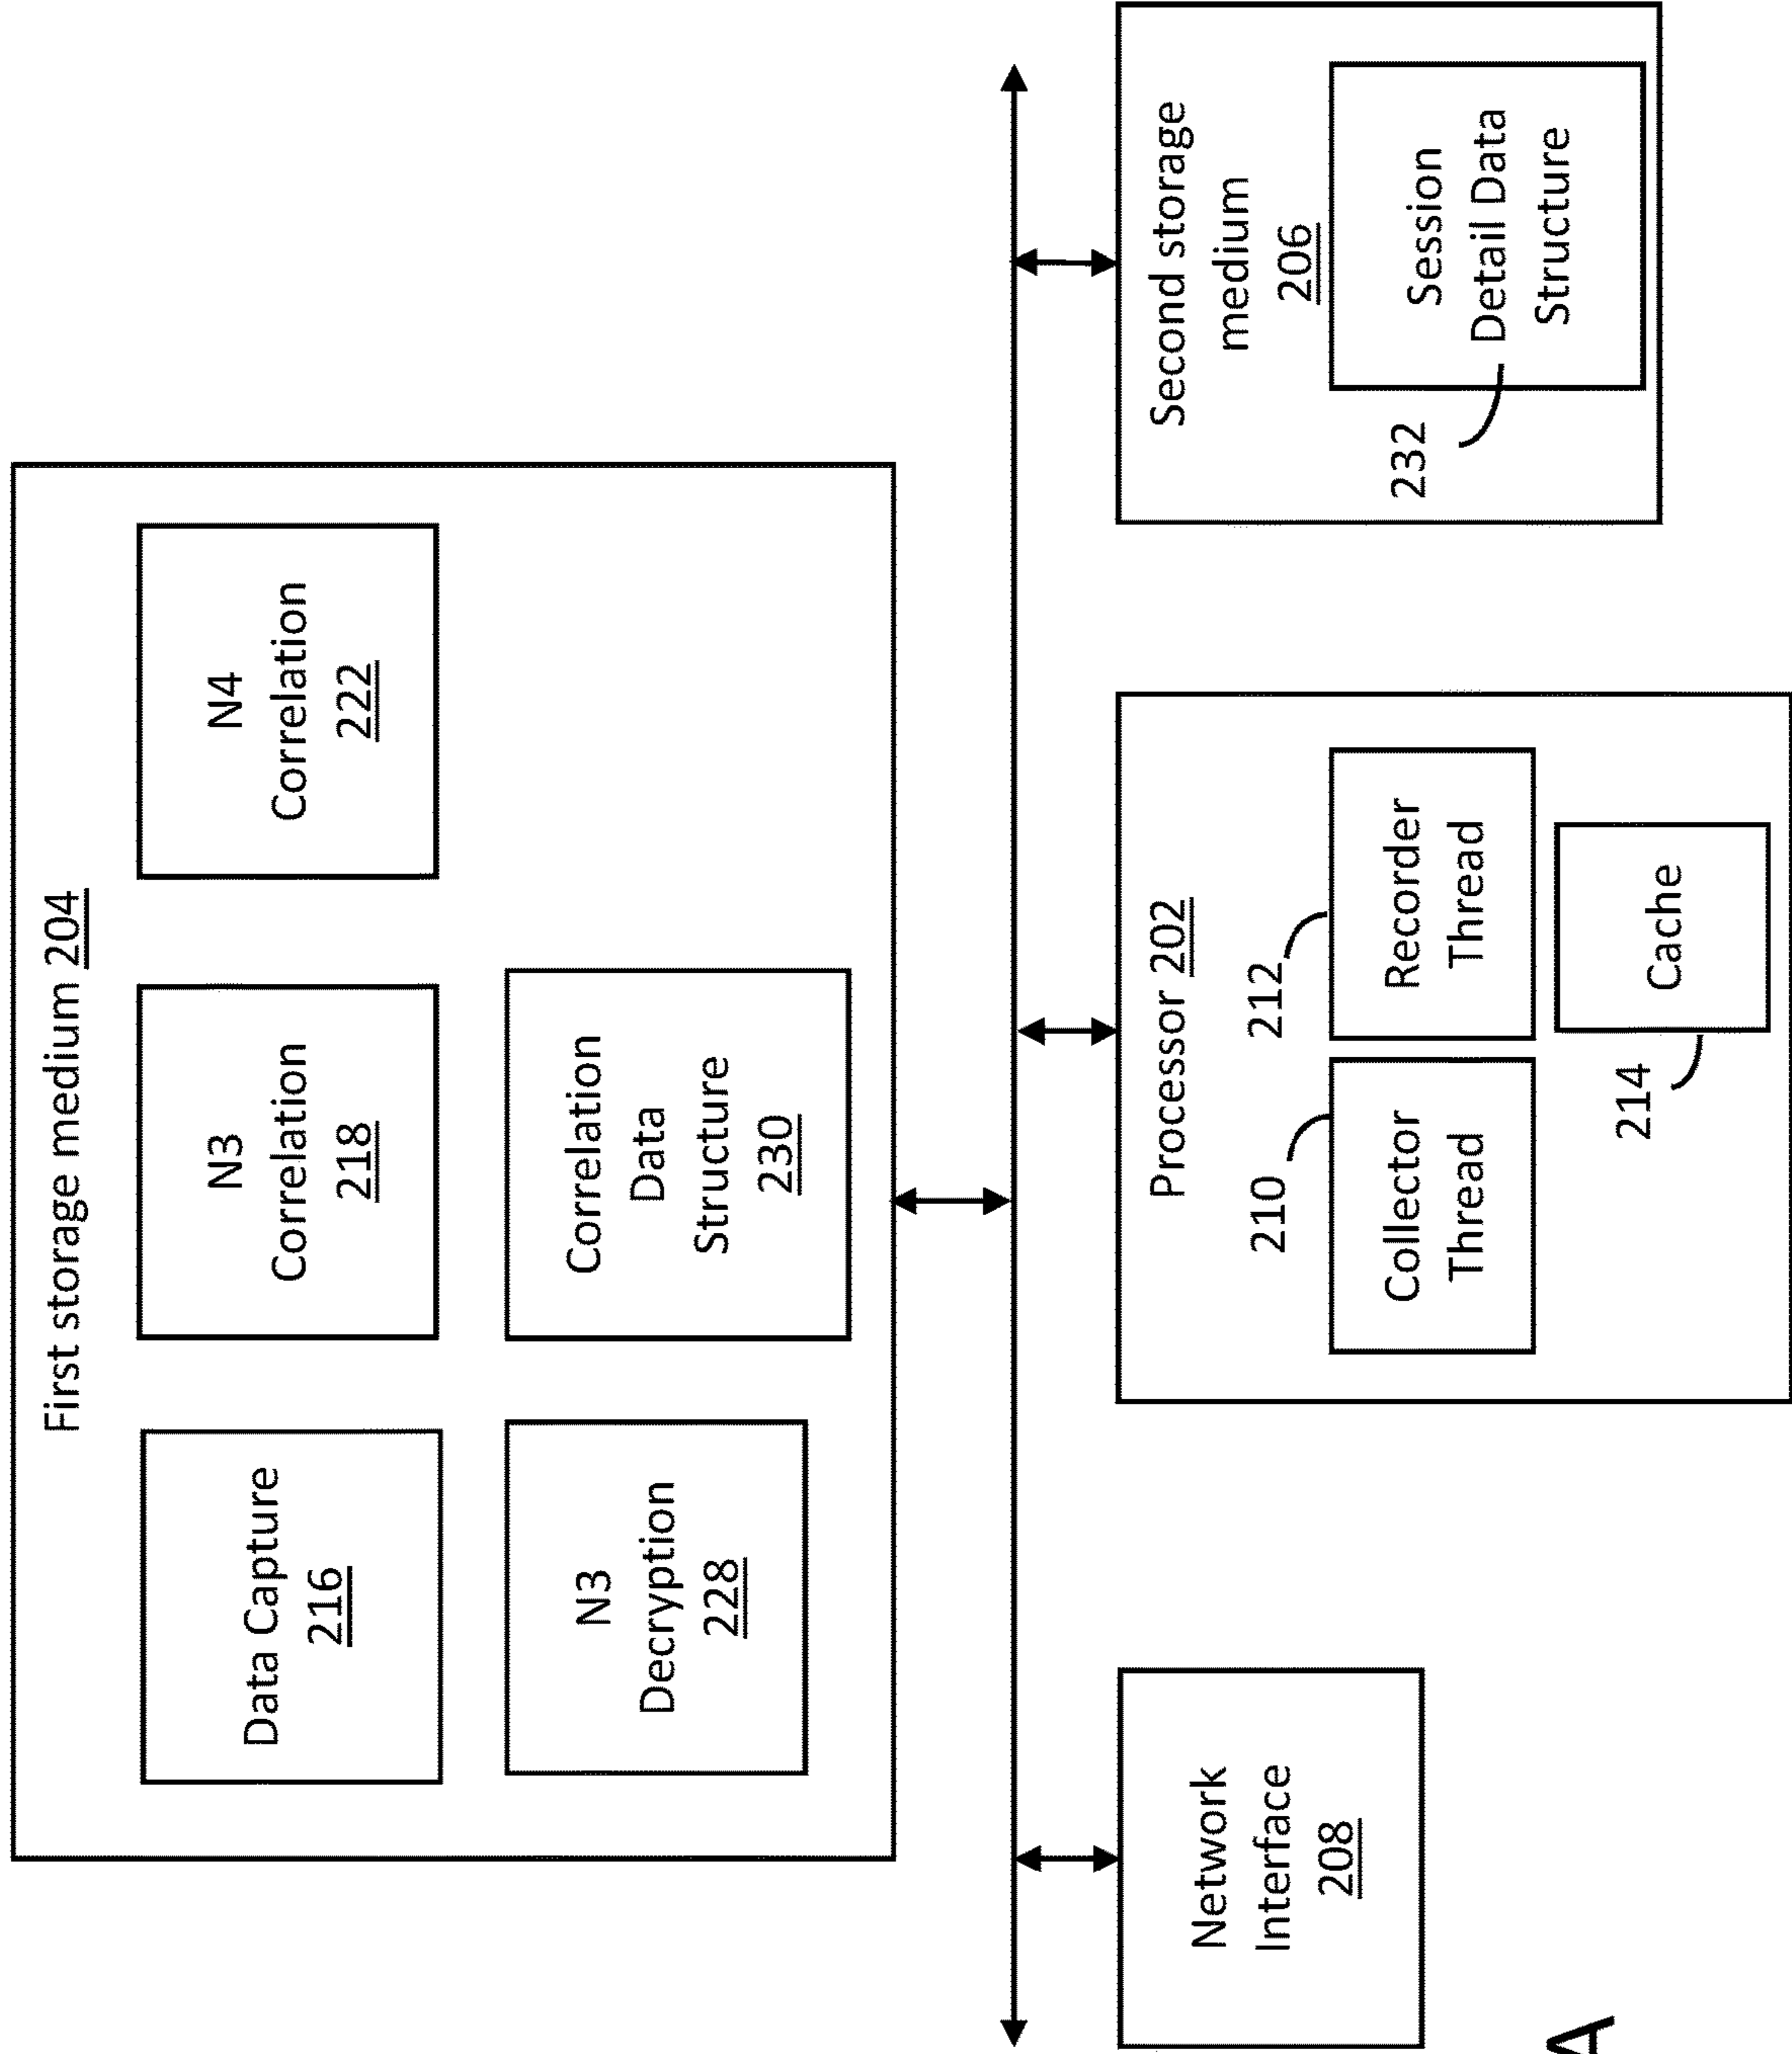 First storage medium 204
Data Capture
216
N3
Correlation
218
N4
Correlation
222
N3
Decryption
228
Correlation
Data
Structure
230
Network
Interface
208
Processor 202
210
212
Collector
Thread
Recorder
Thread
214
Cache
Second storage
medium
206
232
Session
Detail Data
Structure
A